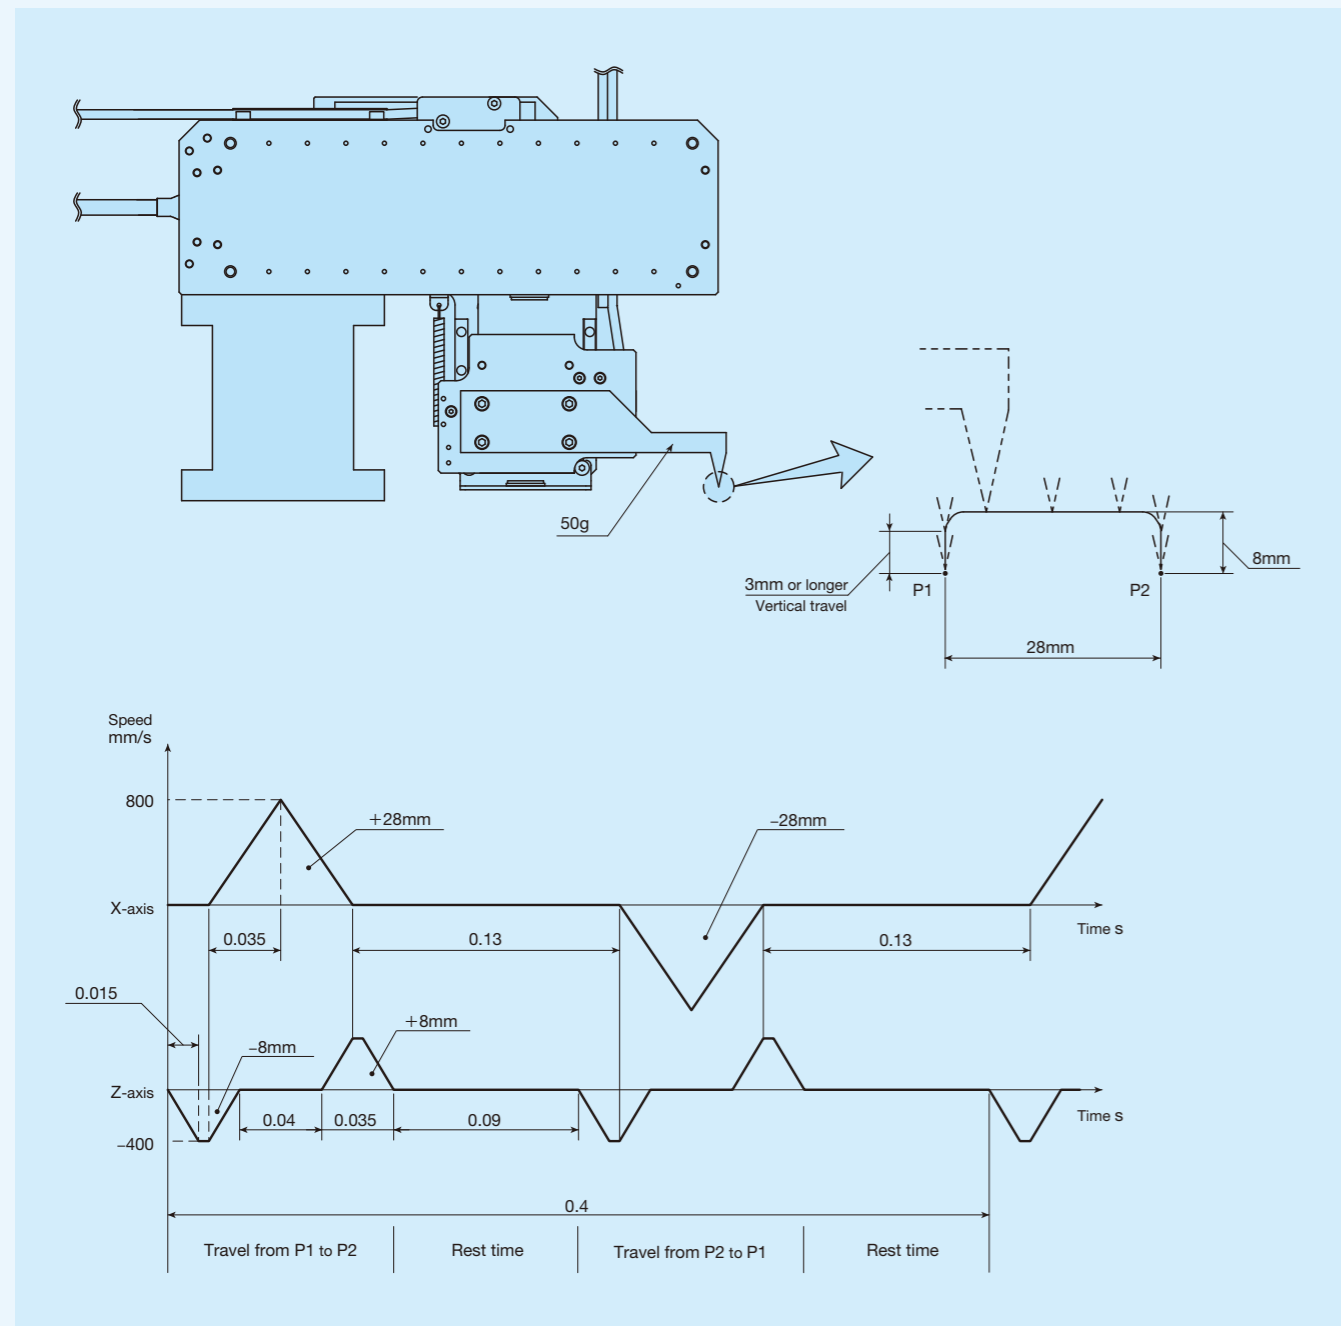 50g
3mm or longer
Vertical travel
P1
P2
8mm
28mm
Speed
mm/s
800
+28mm
−28mm
X-axis
Time s
0.035
0.13
0.13
0.015
+8mm
−8mm
Z-axis
Time s
0.04
0.035
0.09
−400
0.4
Travel from P1 to P2
Rest time
Travel from P2 to P1
Rest time